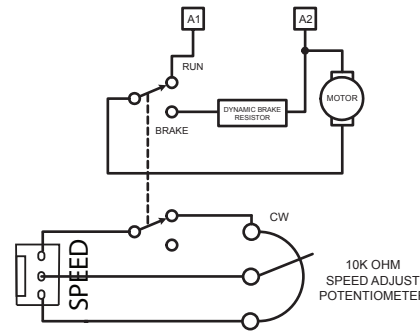 A1
A2
RUN
MOTOR
DYNAMIC BRAKE
RESISTOR
BRAKE
CW
SPEED
10K OHM
SPEED ADJUST
POTENTIOMETER